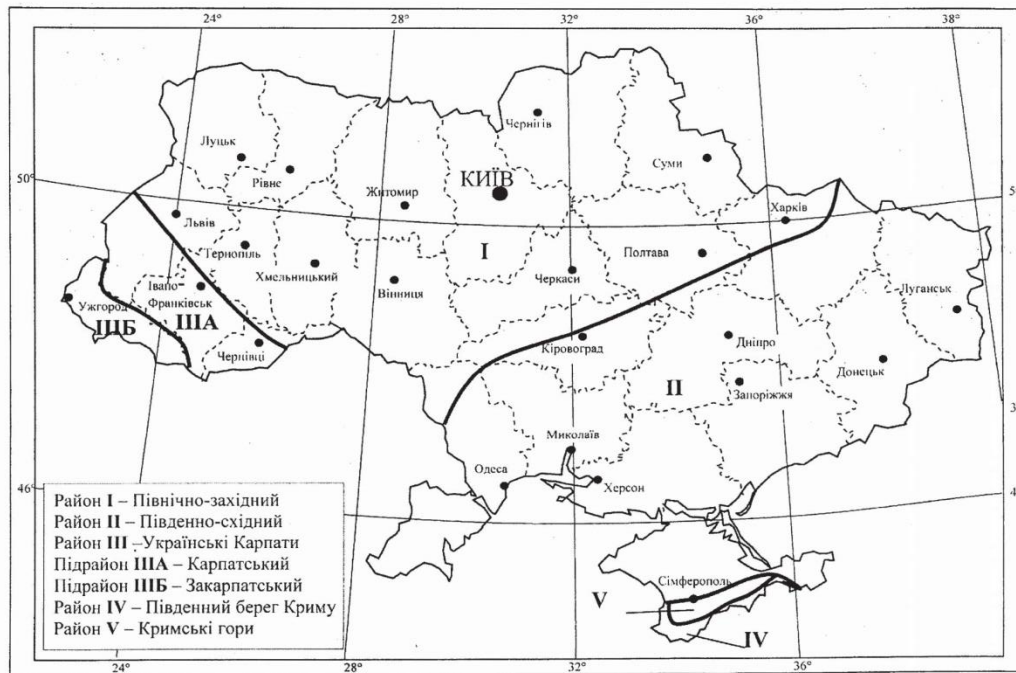 24°
28°
32°
36°
38°
Чернігів
Луцьк
Суми
50°
Рівне
Житомир
КИЇВ
Харків
Львів
Тернопіль
I
Полтава
Хмельницький
Черкаси
Івано-
Франківськ
Вінниця
Луганськ
Ужгород
IIIБ
IIIА
Чернівці
Кіровоград
Дніпро
Донецьк
II
Запоріжжя
Миколаїв
46°
Одеса
Херсон
Район I – Північно-західний
Район II – Південно-східний
Район III – Українські Карпати
Підрайон IIIА – Карпатський
Підрайон IIIБ – Закарпатський
Район IV – Південний берег Криму
Район V – Кримські гори
Сімферополь
V
IV
24°
28°
32°
36°